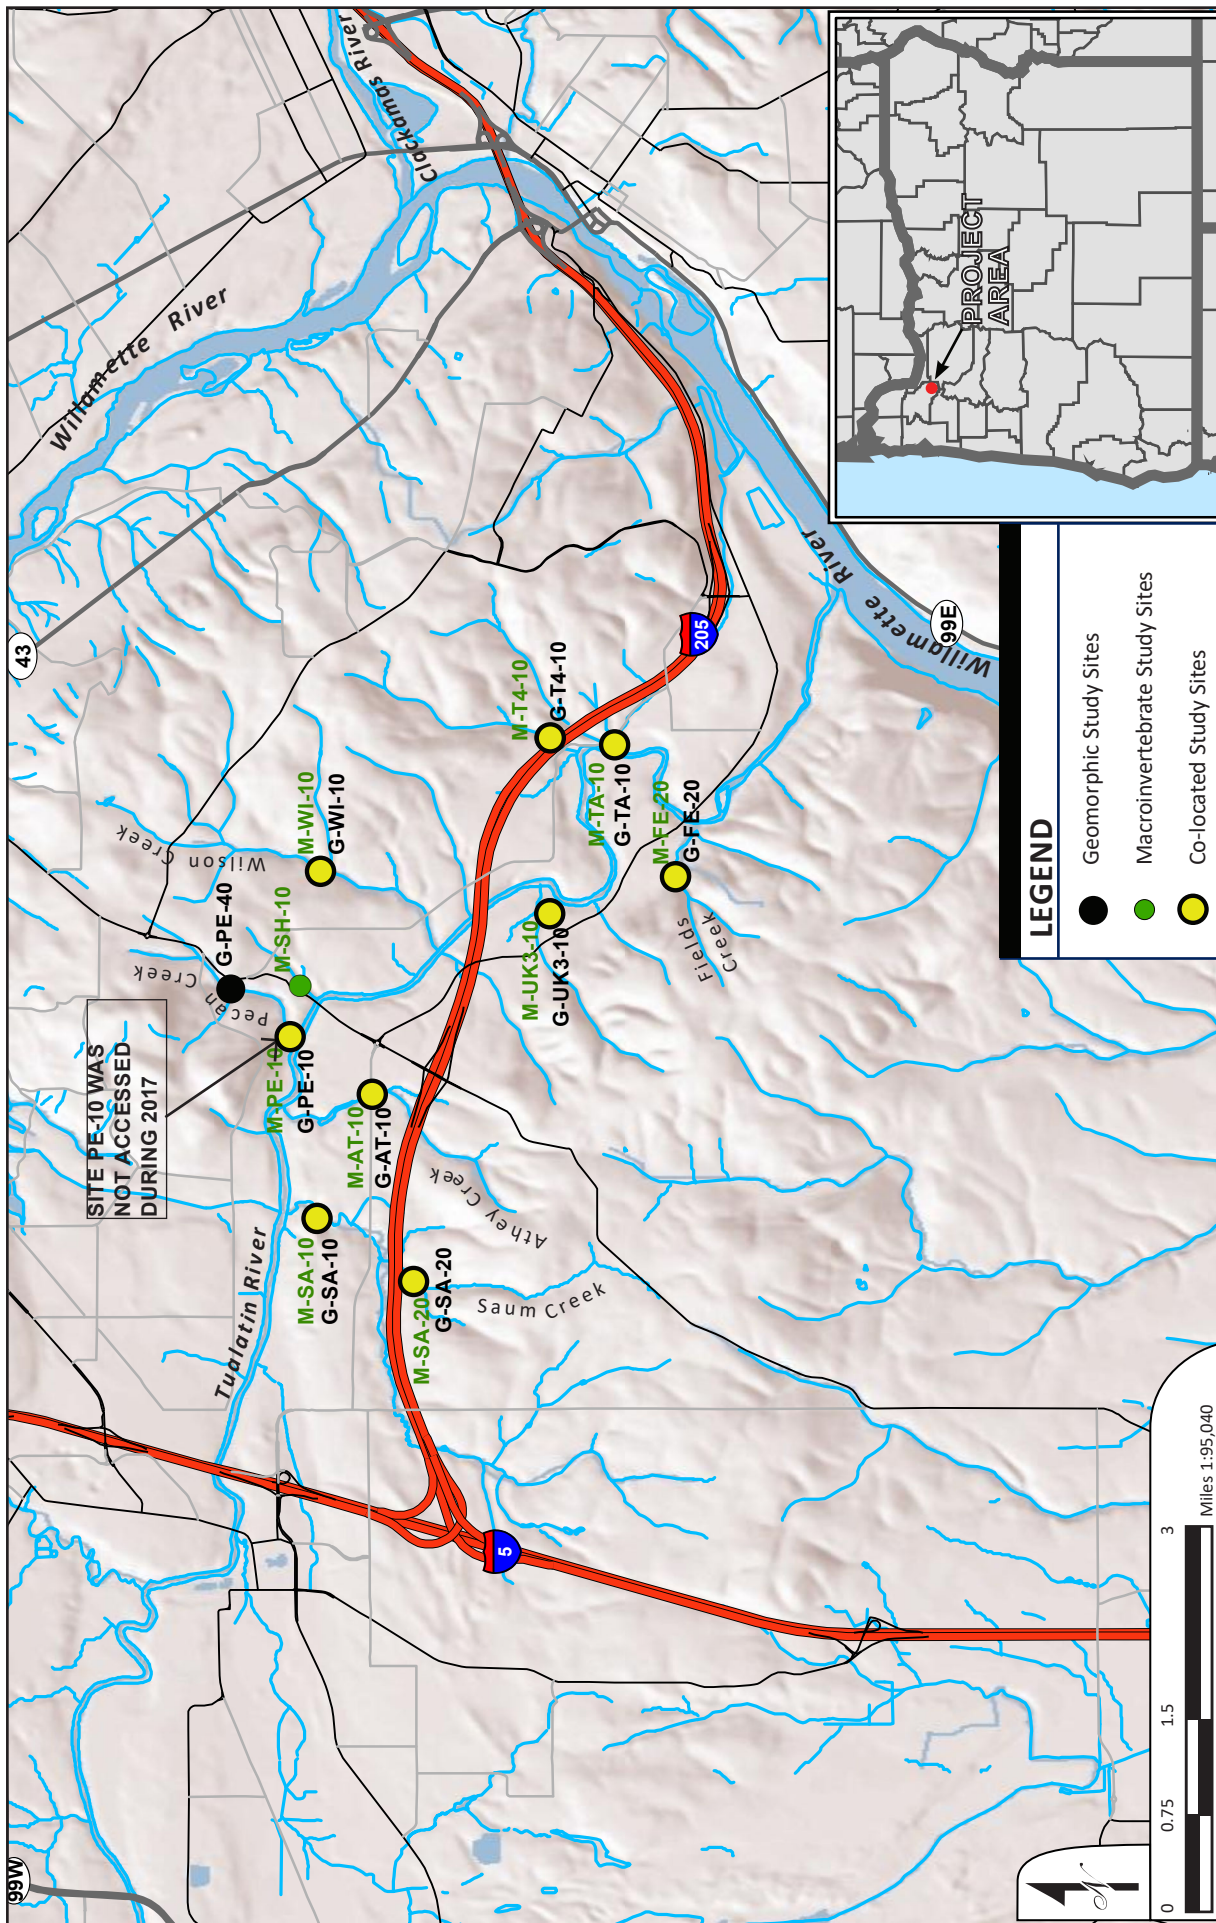 43
Willamette River
Clackamas River
SITE PE-10 WAS
NOT ACCESSED
DURING 2017
Pecan Creek
Wilson Creek
G-PE-40
M-SH-10
M-WI-10
G-WI-10
M-PE-10
G-PE-10
M-AT-10
G-AT-10
M-SA-10
G-SA-10
M-SA-20
G-SA-20
Tualatin River
Athey Creek
Saum Creek
M-T4-10
G-T4-10
M-TA-10
G-TA-10
M-FE-20
G-FE-20
M-UK3-10
G-UK3-10
Fields
Creek
205
5
99W
99E
Willamette River
PROJECT
AREA
LEGEND
Geomorphic Study Sites
Macroinvertebrate Study Sites
Co-located Study Sites
N
0 0.75 1.5 3
Miles 1:95,040